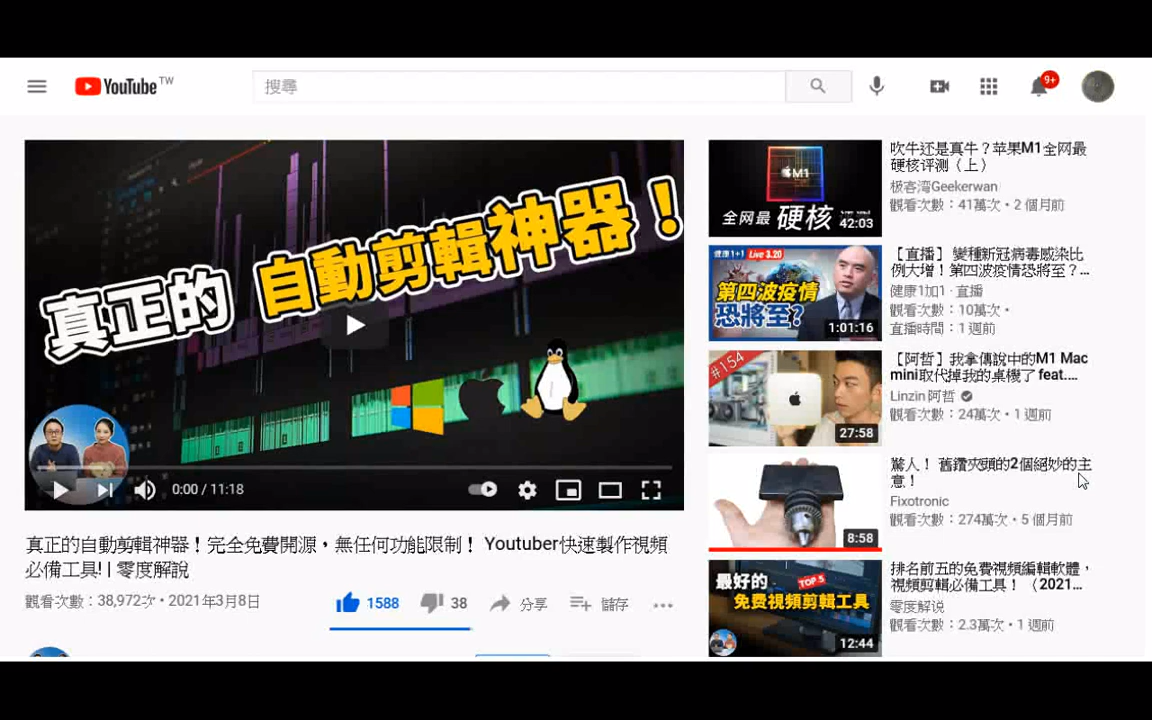 YouTube TW
搜尋
9+
真正的 自動剪輯神器！
0:00 / 11:18
真正的自動剪輯神器！完全免費開源，無任何功能限制！ Youtuber快速製作視頻
必備工具! | 零度解說
觀看次數：38,972次 • 2021年3月8日
1588
38
分享
儲存
M1
全网最 硬核
42:03
吹牛还是真牛？苹果M1全网最
硬核评测（上）
极客湾Geekerwan
觀看次數：41萬次 • 2 個月前
健康1+1 Live 3.20
第四波疫情
恐將至?
1:01:16
【直播】 變種新冠病毒感染比
例大增！第四波疫情恐將至？...
健康1加1 · 直播
觀看次數：10萬次 •
直播時間：1 週前
#154
27:58
【阿哲】我拿傳說中的M1 Mac
mini取代掉我的桌機了 feat....
Linzin 阿哲
觀看次數：24萬次 • 1 週前
8:58
驚人！ 舊鑽夾頭的2個絕妙的主
意！
Fixotronic
觀看次數：274萬次 • 5 個月前
最好的 TOP 5
免费視頻剪輯工具
12:44
排名前五的免費視頻編輯軟體，
視頻剪輯必備工具！（2021...
零度解说
觀看次數：2.3萬次 • 1 週前